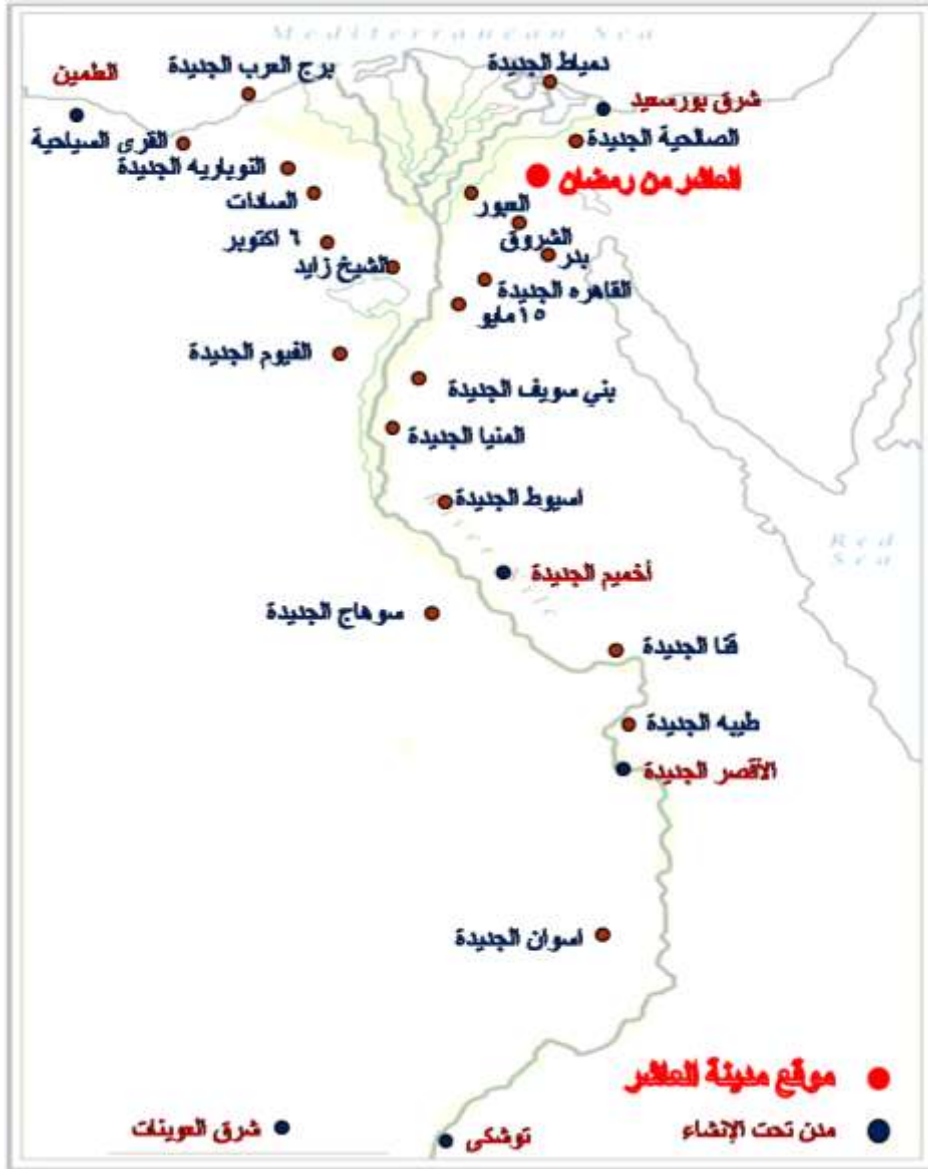 Mediterranean Sea
دمياط الجديدة
برج العرب الجديدة
العلمين
شرق بورسعيد
الصالحية الجديدة
القرى السياحية
النوباريه الجديدة
العاشر من رمضان
السادات
العبور
الشروق
٦ اكتوبر
بدر
الشيخ زايد
القاهره الجديدة
١٥ مايو
الفيوم الجديدة
بني سويف الجديدة
المنيا الجديدة
اسيوط الجديدة
Red
Sea
أخميم الجديدة
سوهاج الجديدة
قنا الجديدة
طيبه الجديدة
الاقصر الجديدة
اسوان الجديدة
موقع مدينة العاشر
مدن تحت الإنشاء
توشكى
شرق العوينات